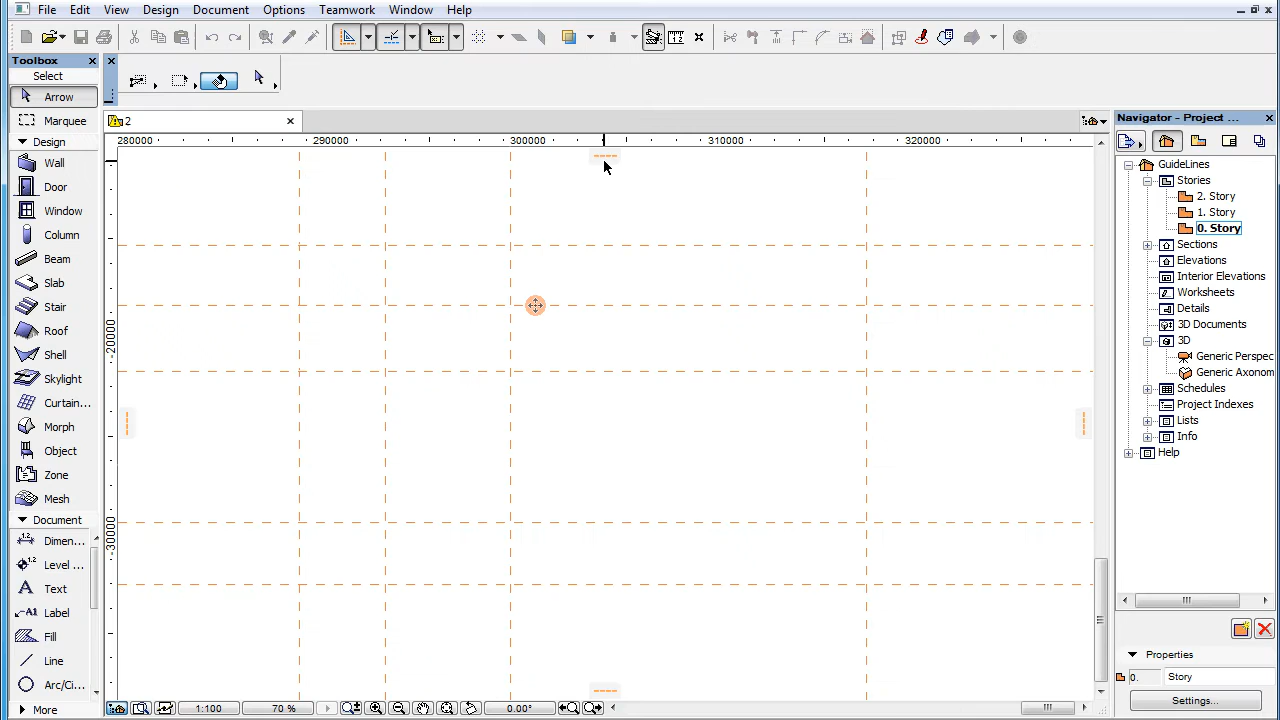 File Edit View Design Document Options Teamwork Window Help
Toolbox
Select
Arrow
Marquee
Design
Wall
Door
Window
Column
Beam
Slab
Stair
Roof
Shell
Skylight
Curtain...
Morph
Object
Zone
Mesh
Document
Dimen...
Level ...
Text
Label
Fill
Line
Arc/Ci...
More
2
280000 290000 300000 310000 320000
-20000
-30000
1:100 70 % 0.00°
Navigator - Project ...
GuideLines
Stories
2. Story
1. Story
0. Story
Sections
Elevations
Interior Elevations
Worksheets
Details
3D Documents
3D
Generic Perspec
Generic Axonom
Schedules
Project Indexes
Lists
Info
Help
Properties
0. Story
Settings...